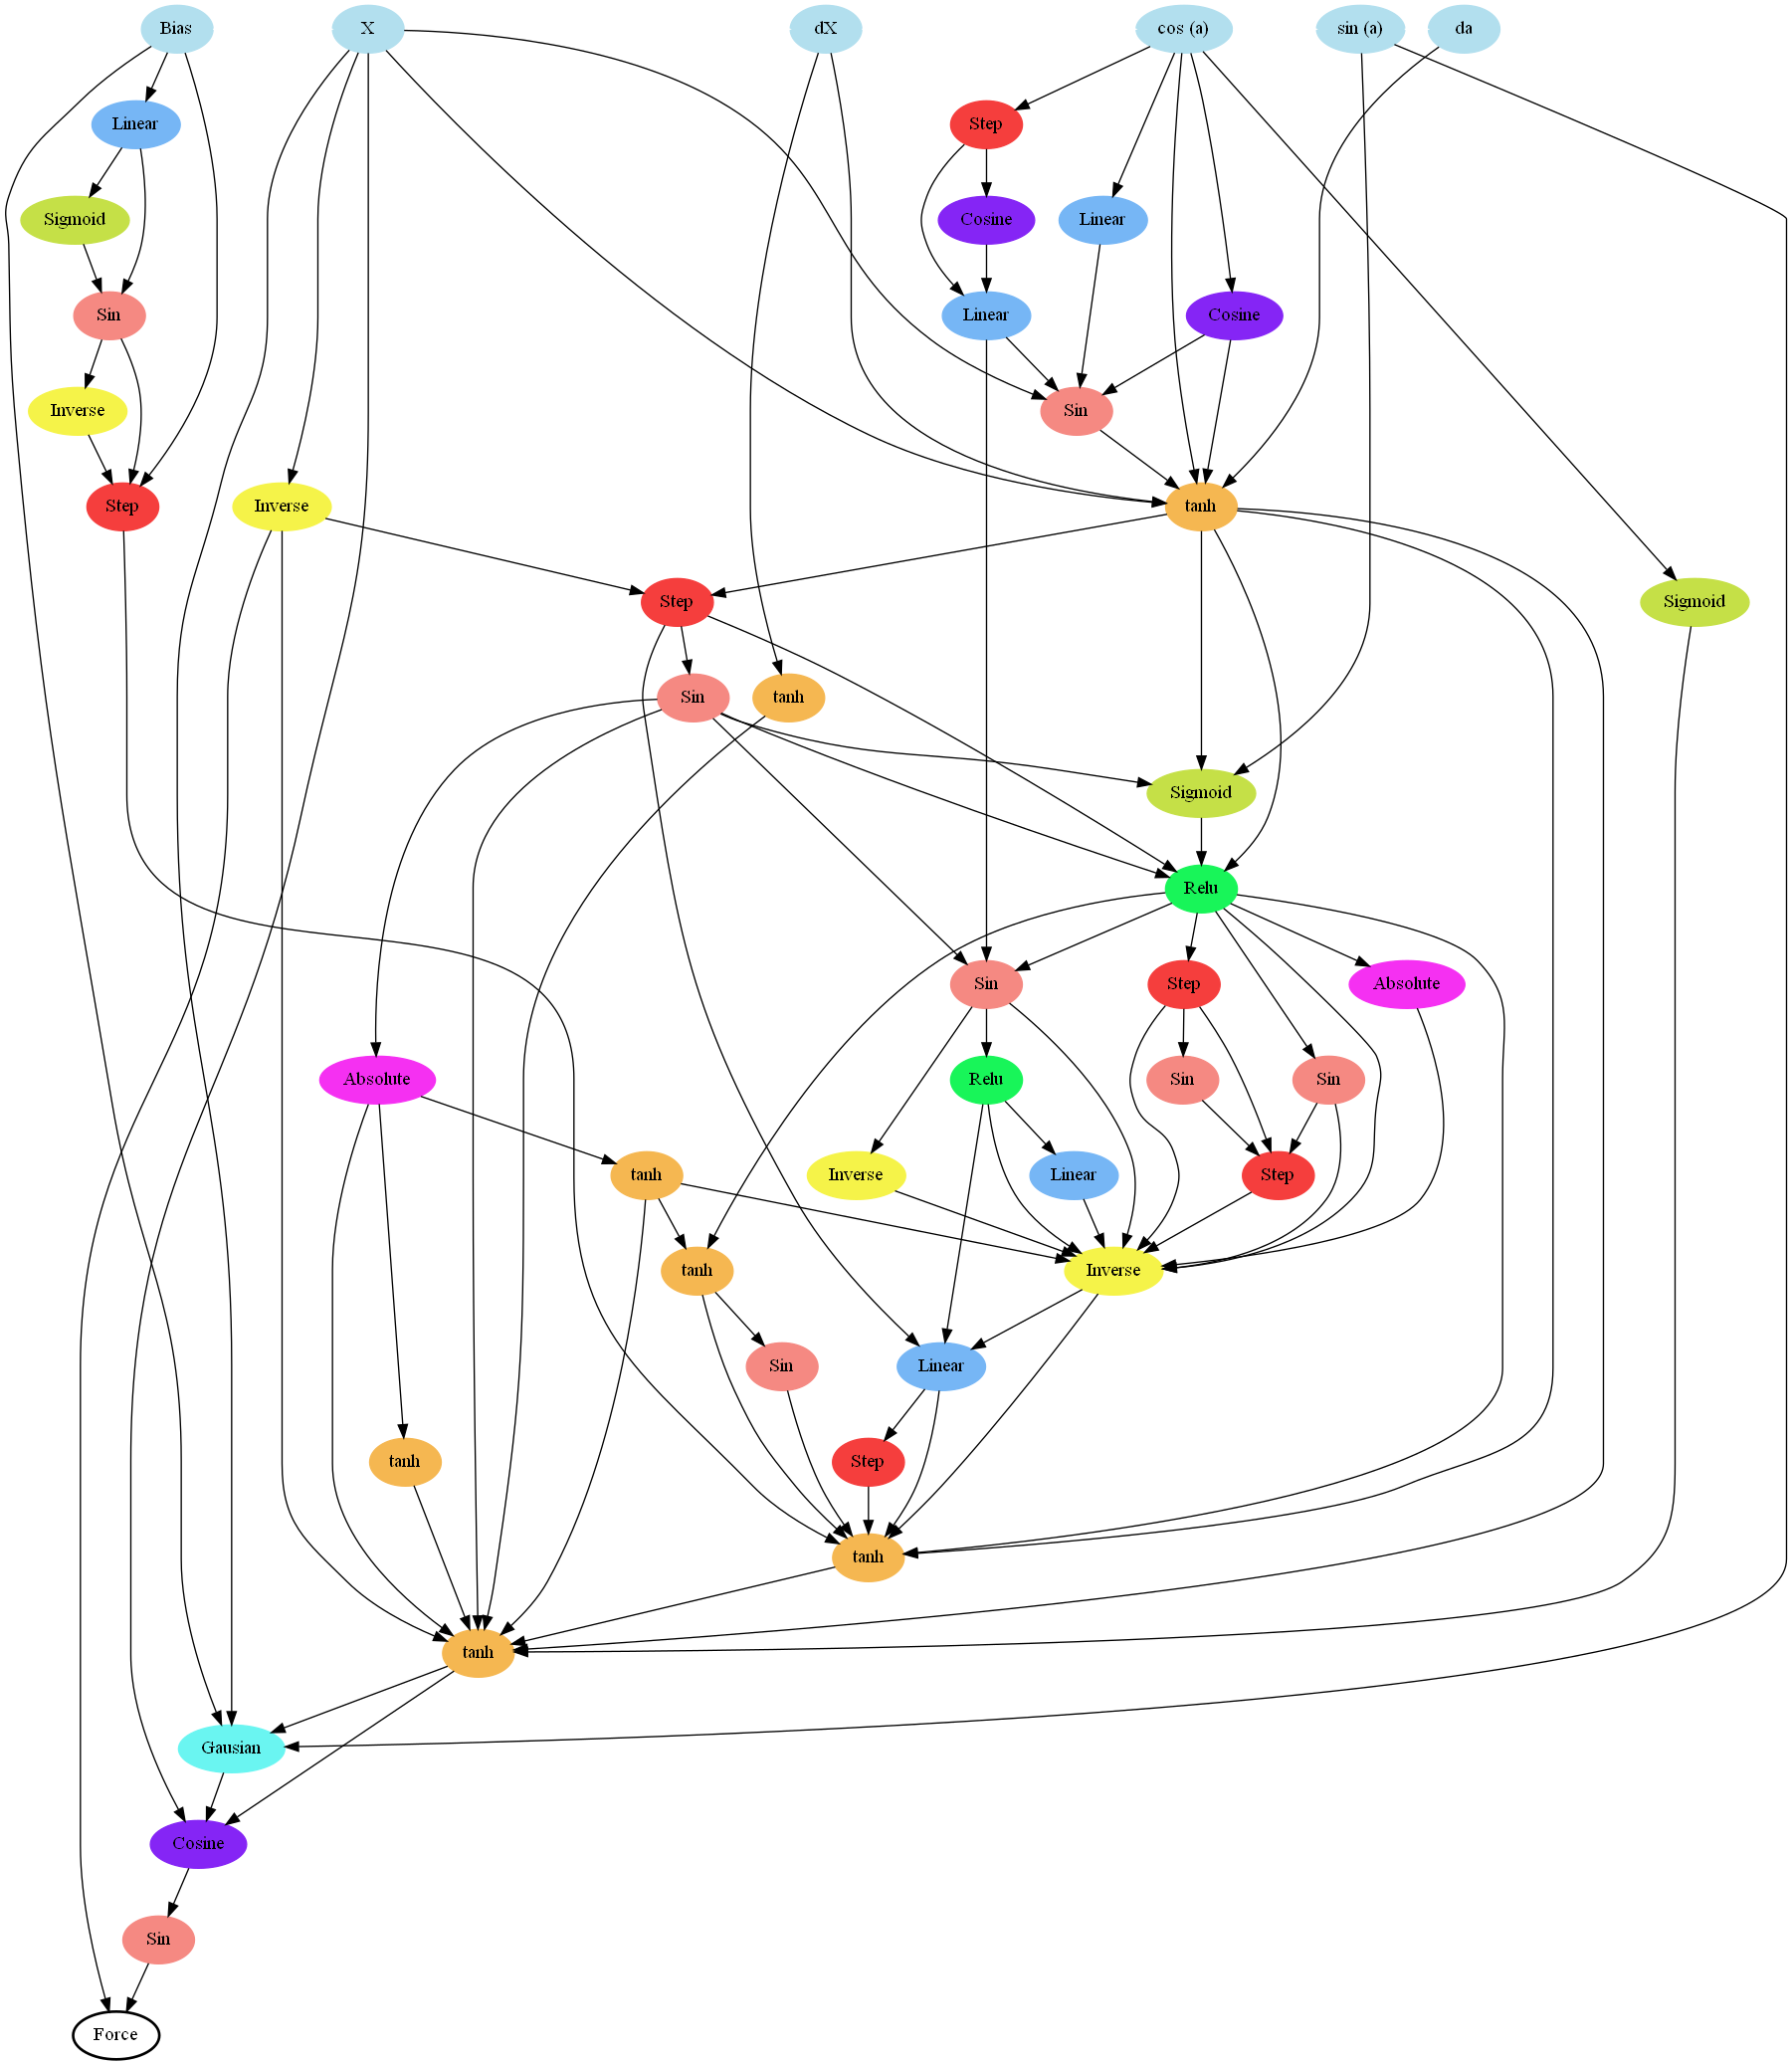 Bias
X
dX
cos (a)
sin (a)
da
Linear
Step
Sigmoid
Cosine
Linear
Sin
Linear
Cosine
Inverse
Sin
Step
Inverse
tanh
Step
Sigmoid
Sin
tanh
Sigmoid
Relu
Sin
Step
Absolute
Absolute
Relu
Sin
Sin
tanh
Inverse
Linear
Step
tanh
Inverse
Sin
Linear
tanh
Step
tanh
tanh
Gausian
Cosine
Sin
Force